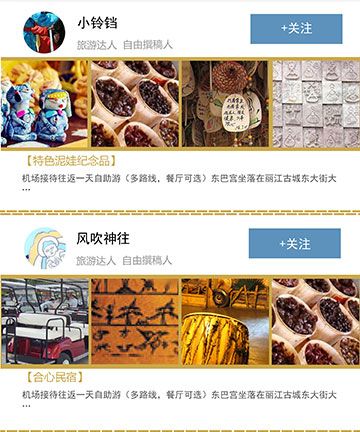 小铃铛
+关注
旅游达人 自由撰稿人
【特色泥娃纪念品】
机场接待往返一天自助游（多路线，餐厅可选）东巴宫坐落在丽江古城东大街大
...
风吹神往
+关注
旅游达人 自由撰稿人
【合心民宿】
机场接待往返一天自助游（多路线，餐厅可选）东巴宫坐落在丽江古城东大街大
...